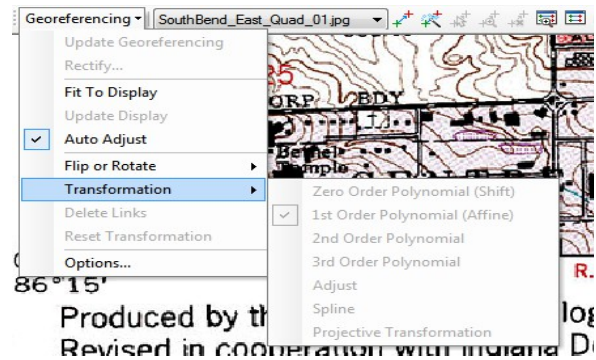 Georeferencing SouthBend_East_Quad_01.jpg
Update Georeferencing
Rectify...
Fit To Display
Update Display
Auto Adjust
Flip or Rotate
Transformation
Delete Links
Reset Transformation
Options...
Zero Order Polynomial (Shift)
1st Order Polynomial (Affine)
2nd Order Polynomial
3rd Order Polynomial
Adjust
Spline
Projective Transformation
25
ORP BDY
Bethel
Temple
R.
86°15'
Produced by th
Revised in cooperation with Indiana D